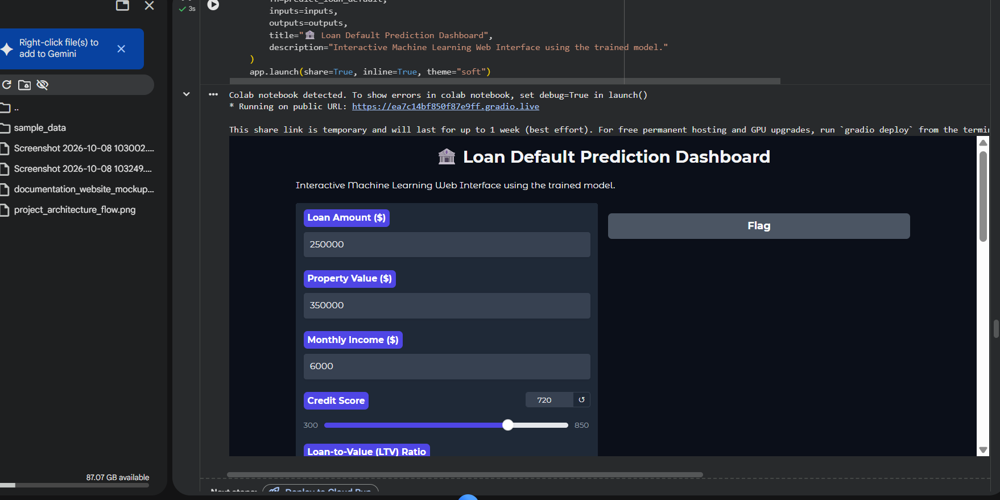 Right-click file(s) to
add to Gemini
..
sample_data
Screenshot 2026-10-08 103002....
Screenshot 2026-10-08 103249....
documentation_website_mockup...
project_architecture_flow.png
87.07 GB available
3s
fn=predict_loan_default,
inputs=inputs,
outputs=outputs,
title="🏛️ Loan Default Prediction Dashboard",
description="Interactive Machine Learning Web Interface using the trained model."
)
app.launch(share=True, inline=True, theme="soft")
Colab notebook detected. To show errors in colab notebook, set debug=True in launch()
* Running on public URL: https://ea7c14bf850f87e9ff.gradio.live
This share link is temporary and will last for up to 1 week (best effort). For free permanent hosting and GPU upgrades, run `gradio deploy` from the termi
🏛️ Loan Default Prediction Dashboard
Interactive Machine Learning Web Interface using the trained model.
Loan Amount ($)
250000
Flag
Property Value ($)
350000
Monthly Income ($)
6000
Credit Score
720
300
850
Loan-to-Value (LTV) Ratio
Next steps:
Deploy to Cloud Run